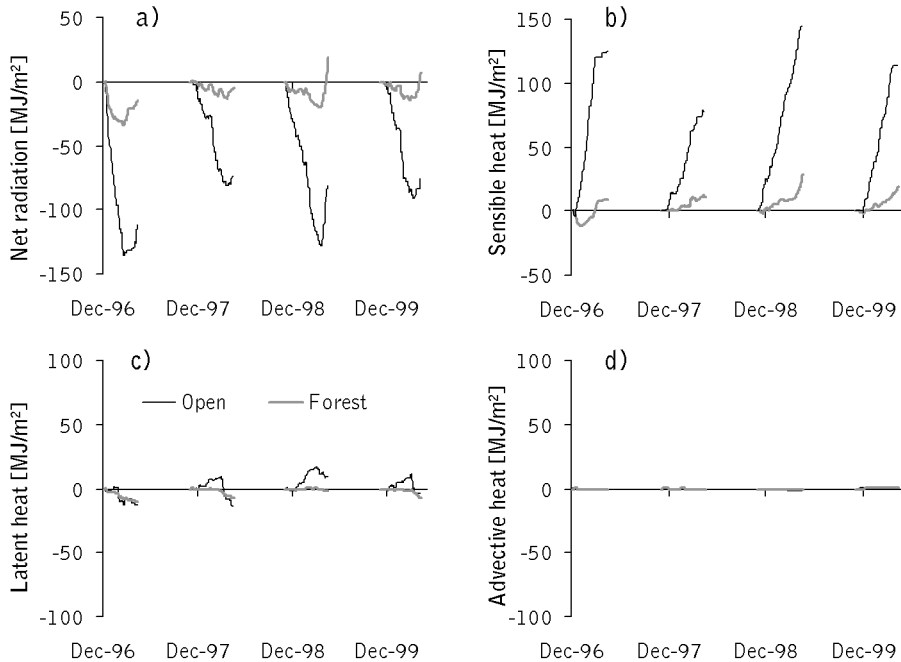 a)
Net radiation [MJ/m²]
50
0
-50
-100
-150
Dec-96 Dec-97 Dec-98 Dec-99
b)
Sensible heat [MJ/m²]
150
100
50
0
50
Dec-96 Dec-97 Dec-98 Dec-99
c)
Latent heat [MJ/m²]
100
50
0
-50
-100
Open Forest
Dec-96 Dec-97 Dec-98 Dec-99
d)
Advective heat [MJ/m²]
100
50
0
-50
-100
Dec-96 Dec-97 Dec-98 Dec-99